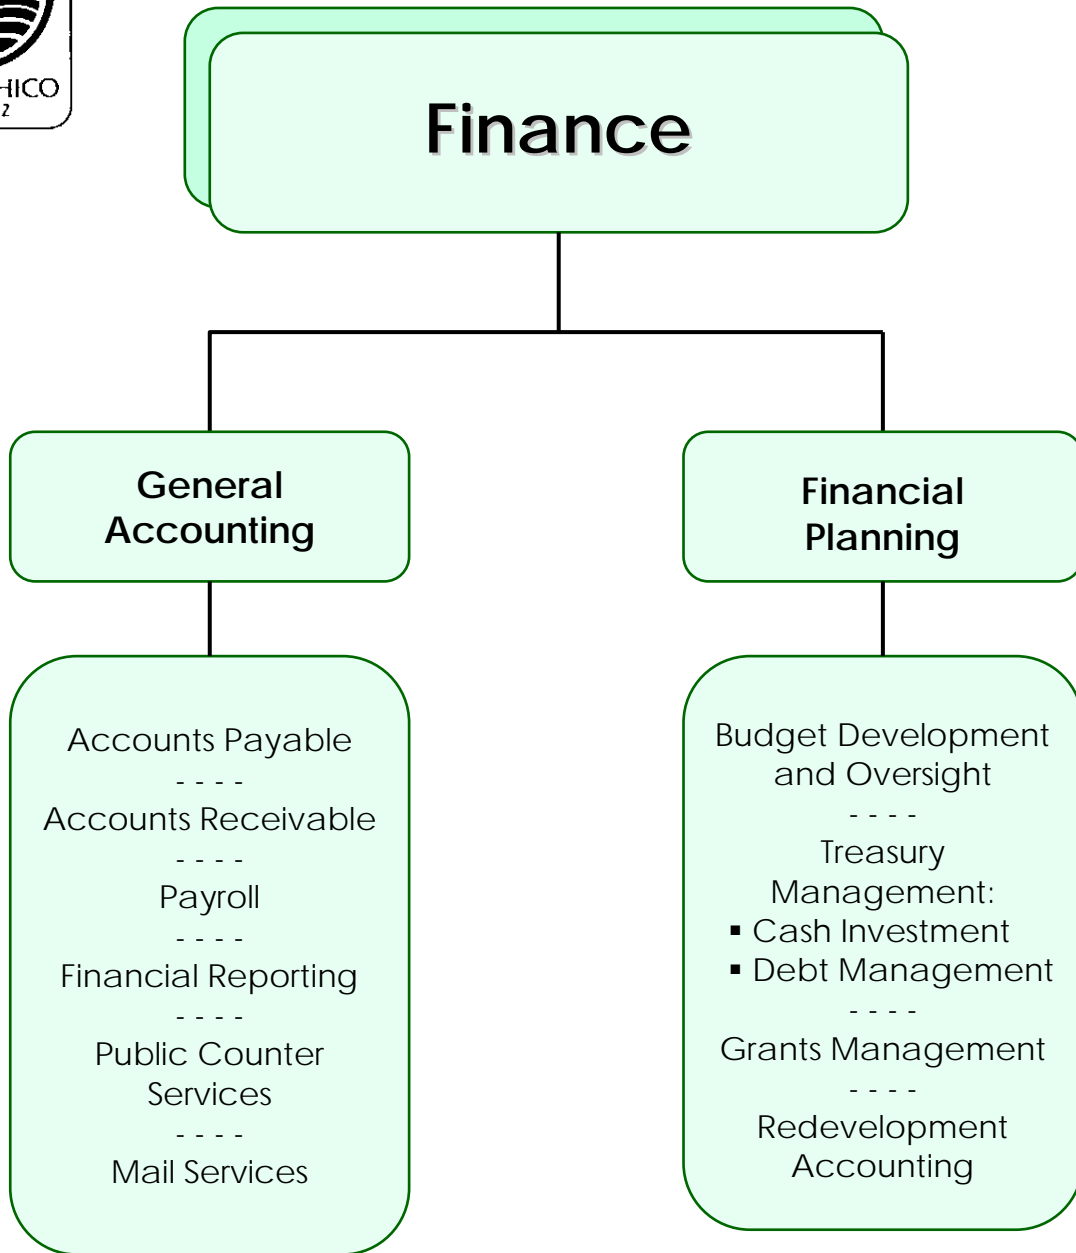 HICO
Finance
General
Accounting
Financial
Planning
Accounts Payable
- - - -
Accounts Receivable
- - - -
Payroll
- - - -
Financial Reporting
- - - -
Public Counter
Services
- - - -
Mail Services
Budget Development
and Oversight
- - - -
Treasury
Management:
▪ Cash Investment
▪ Debt Management
- - - -
Grants Management
- - - -
Redevelopment
Accounting